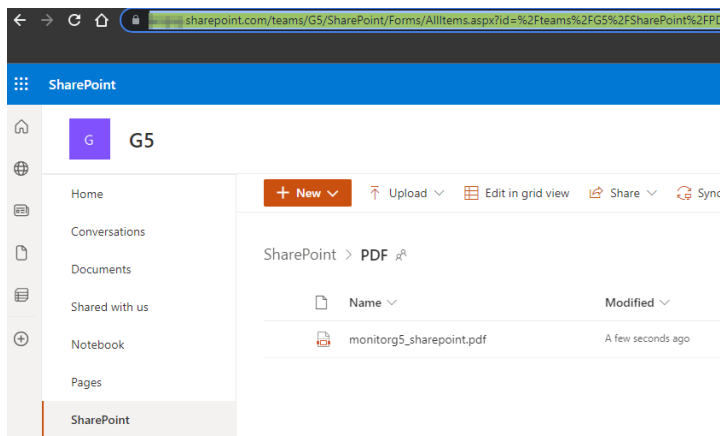 sharepoint.com/teams/G5/SharePoint/Forms/AllItems.aspx?id=%2Fteams%2FG5%2FSharePoint%2FPD
SharePoint
G G5
Home
Conversations
Documents
Shared with us
Notebook
Pages
SharePoint
+ New Upload Edit in grid view Share Sync
SharePoint > PDF
Name Modified
monitorg5_sharepoint.pdf A few seconds ago